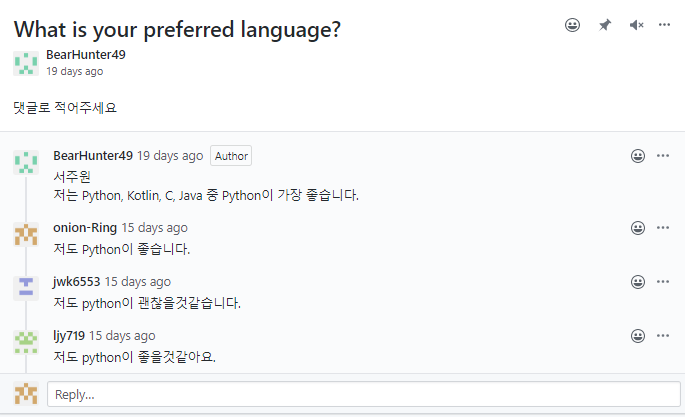 What is your preferred language?
BearHunter49
19 days ago
댓글로 적어주세요
BearHunter49 19 days ago Author
서주원
저는 Python, Kotlin, C, Java 중 Python이 가장 좋습니다.
onion-Ring 15 days ago
저도 Python이 좋습니다.
jwk6553 15 days ago
저도 python이 괜찮을것같습니다.
ljy719 15 days ago
저도 python이 좋을것같아요.
Reply...